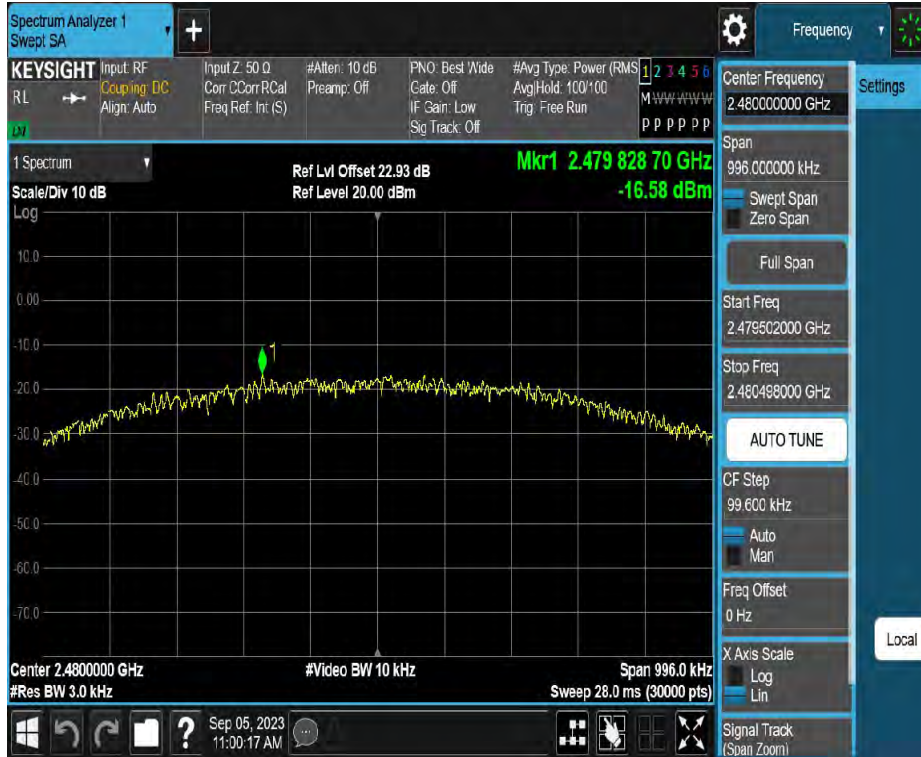 Spectrum Analyzer 1
Swept SA
+
Frequency
KEYSIGHT
RL
Input: RF
Coupling: DC
Align: Auto
Input Z: 50 Ω
Corr CCorr RCal
Freq Ref: Int (S)
#Atten: 10 dB
Preamp: Off
PNO: Best Wide
Gate: Off
IF Gain: Low
Sig Track: Off
#Avg Type: Power (RMS
Avg|Hold: 100/100
Trig: Free Run
1 2 3 4 5 6
M W W W W W
P P P P P P
1 Spectrum
Scale/Div 10 dB
Log
Ref Lvl Offset 22.93 dB
Ref Level 20.00 dBm
Mkr1 2.479 828 70 GHz
-16.58 dBm
10.0
0.00
-10.0
-20.0
-30.0
-40.0
-50.0
-60.0
-70.0
1
Center 2.4800000 GHz
#Res BW 3.0 kHz
#Video BW 10 kHz
Span 996.0 kHz
Sweep 28.0 ms (30000 pts)
?
Sep 05, 2023
11:00:17 AM
Center Frequency
2.480000000 GHz
Span
996.000000 kHz
Swept Span
Zero Span
Full Span
Start Freq
2.479502000 GHz
Stop Freq
2.480498000 GHz
AUTO TUNE
CF Step
99.600 kHz
Auto
Man
Freq Offset
0 Hz
X Axis Scale
Log
Lin
Signal Track
(Span Zoom)
Settings
Local